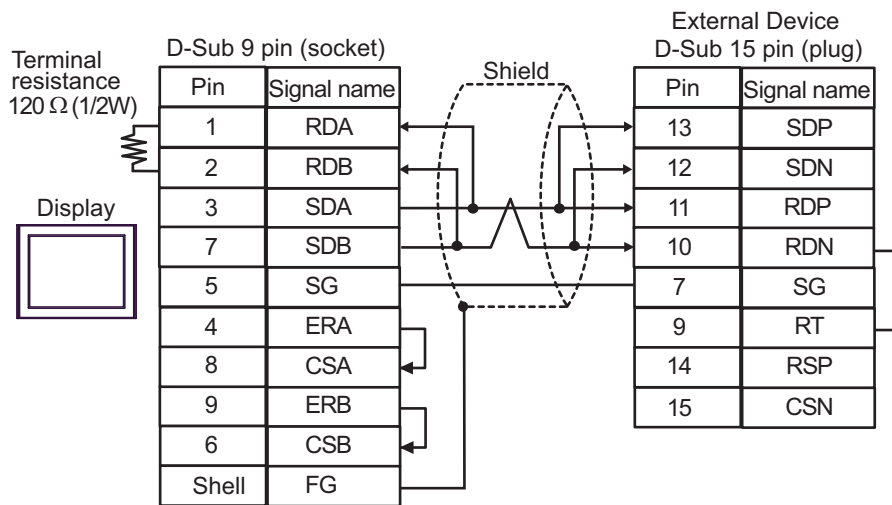 External Device
D-Sub 9 pin (socket)
D-Sub 15 pin (plug)
Terminal
resistance
120 Ω (1/2W)
Shield
Display
Pin Signal name
1 RDA
2 RDB
3 SDA
7 SDB
5 SG
4 ERA
8 CSA
9 ERB
6 CSB
Shell FG
Pin Signal name
13 SDP
12 SDN
11 RDP
10 RDN
7 SG
9 RT
14 RSP
15 CSN